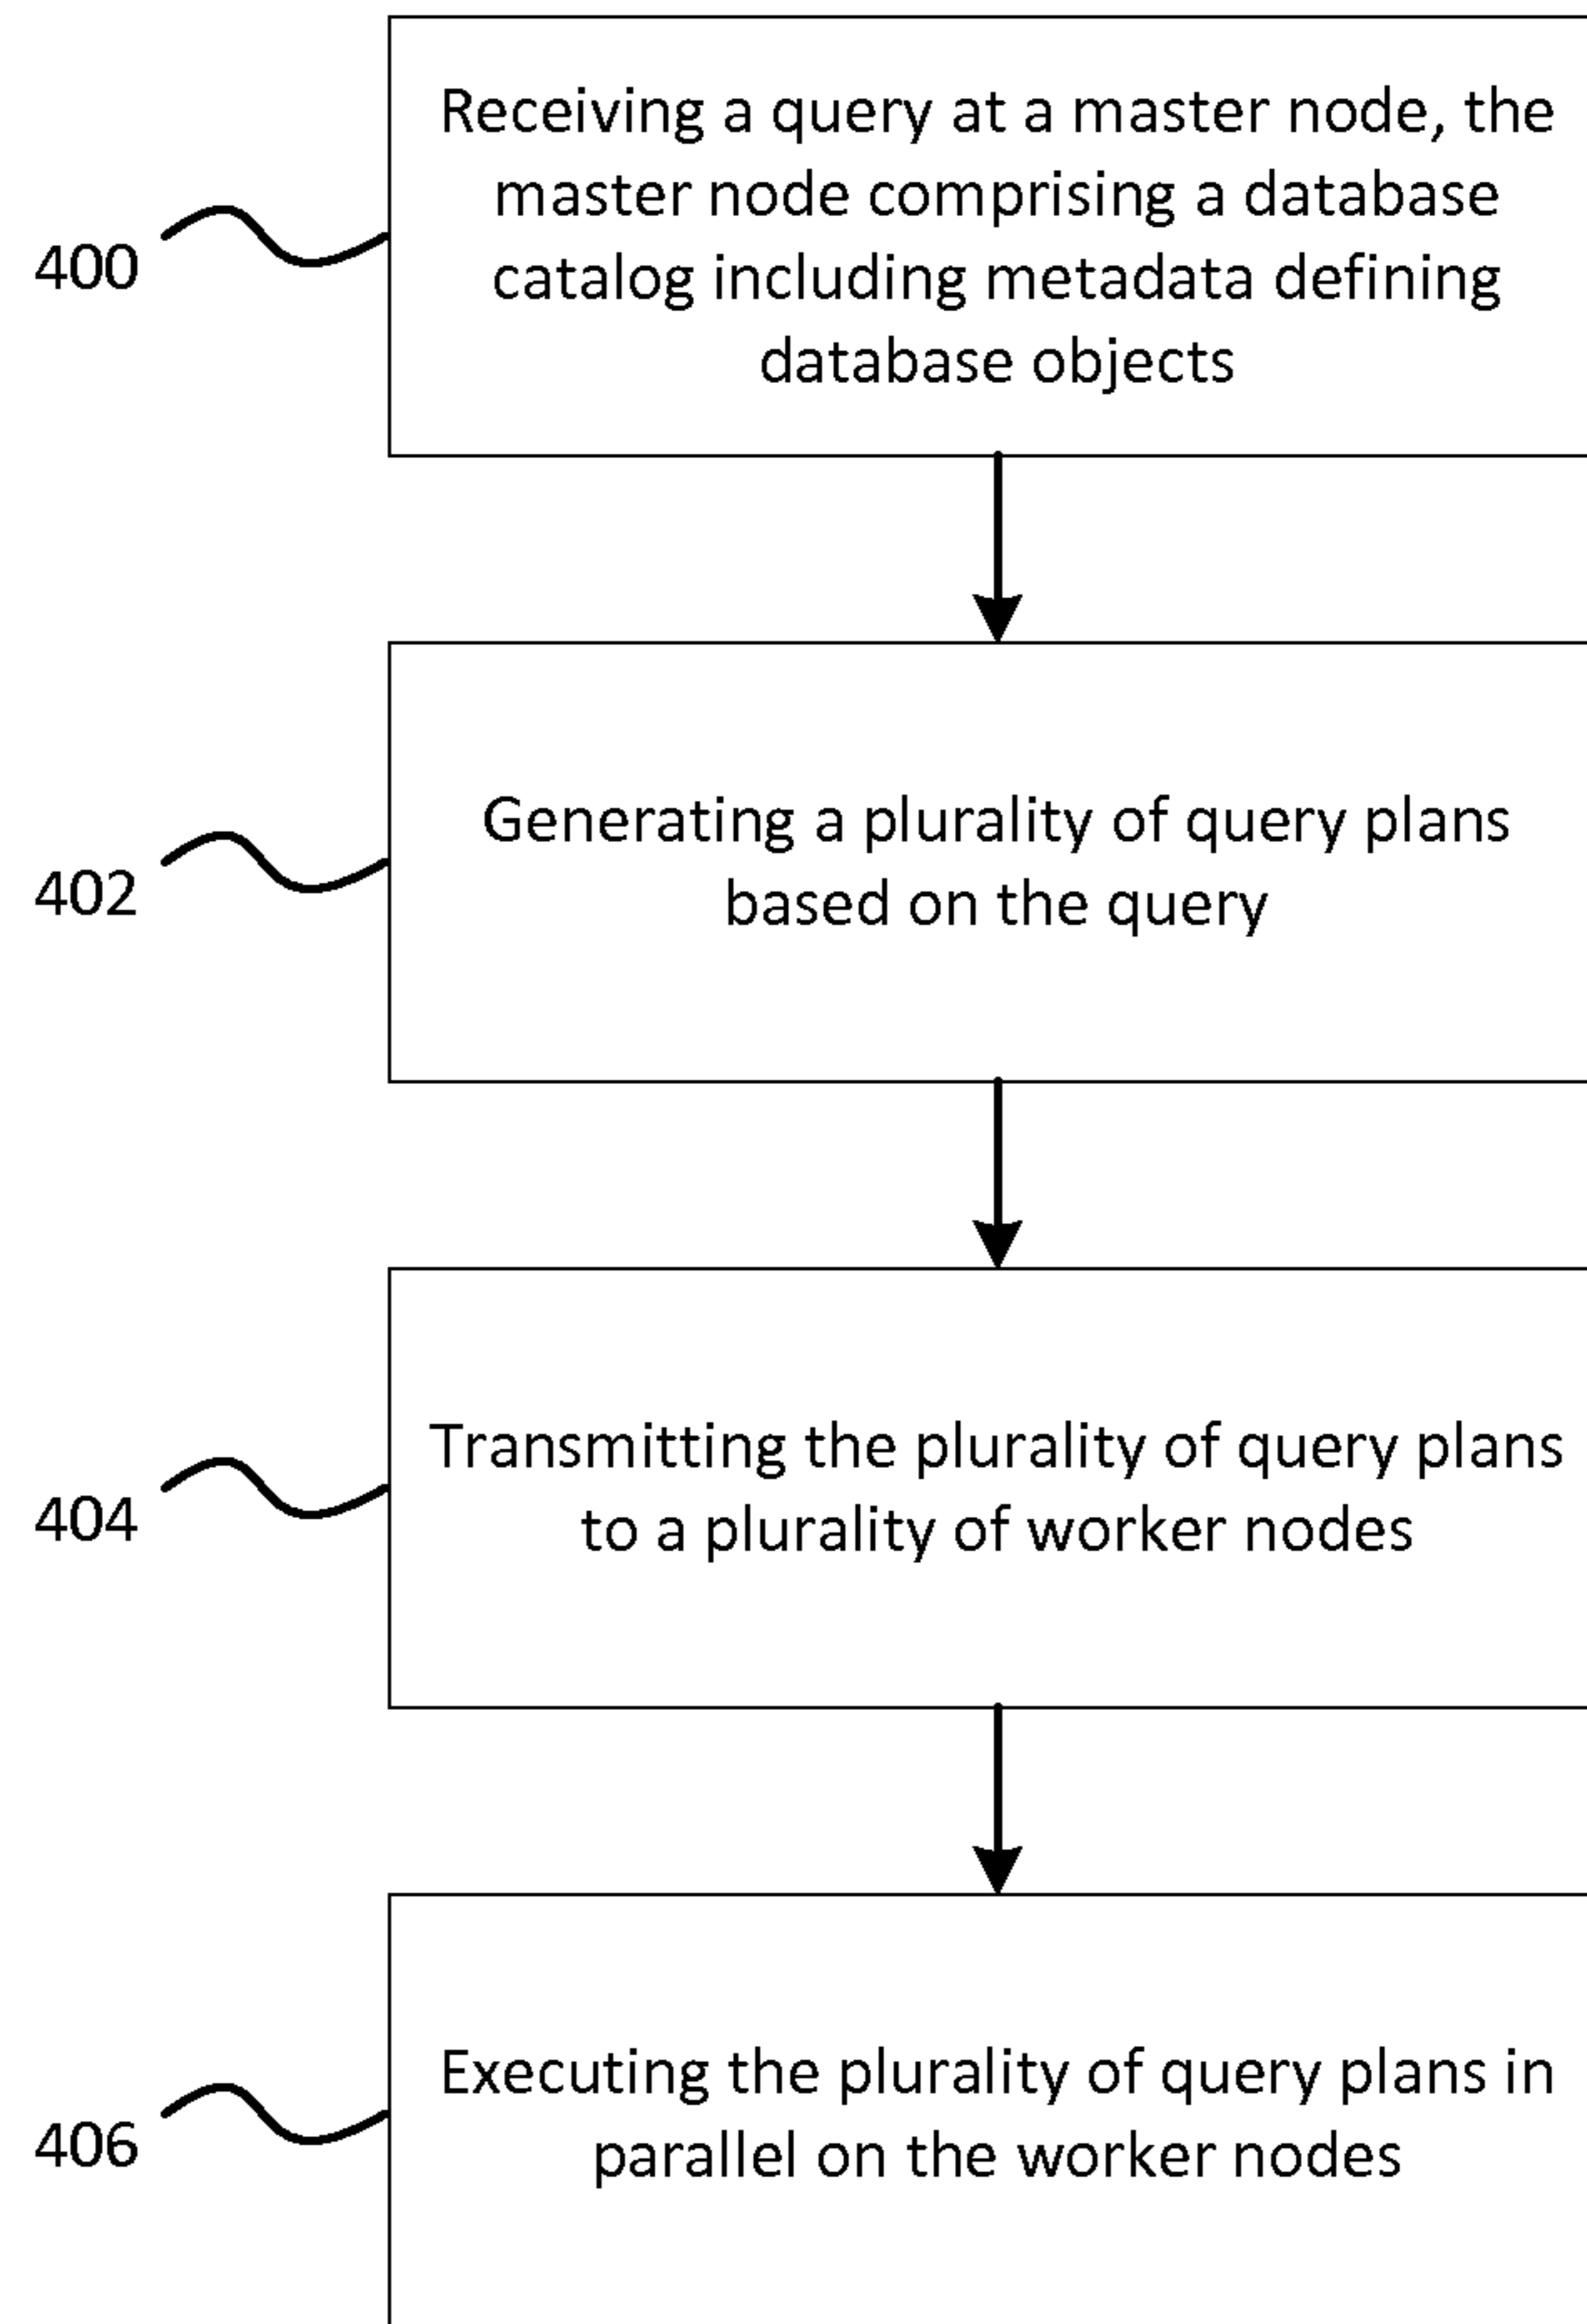 Receiving a query at a master node, the
master node comprising a database
catalog including metadata defining
database objects
400
Generating a plurality of query plans
based on the query
402
Transmitting the plurality of query plans
to a plurality of worker nodes
404
Executing the plurality of query plans in
parallel on the worker nodes
406